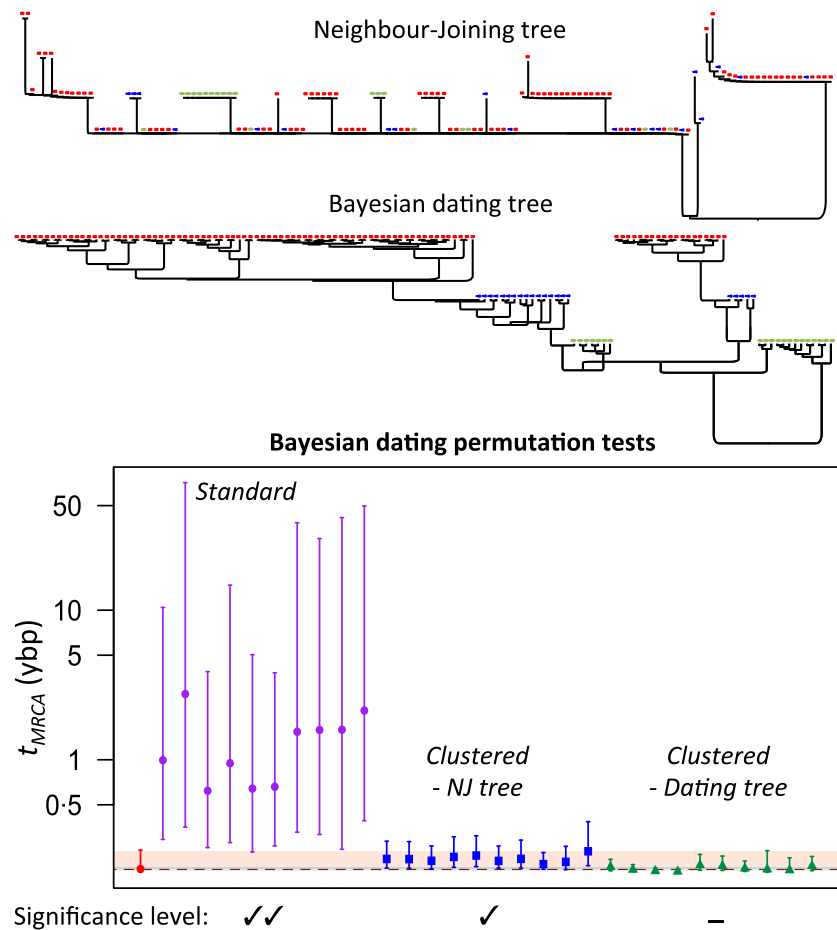 Neighbour-Joining tree
Bayesian dating tree
Bayesian dating permutation tests
Standard
50
10
5
1
0·5
tMRCA (ybp)
Clustered
- NJ tree
Clustered
- Dating tree
Significance level: ✓✓ ✓ –